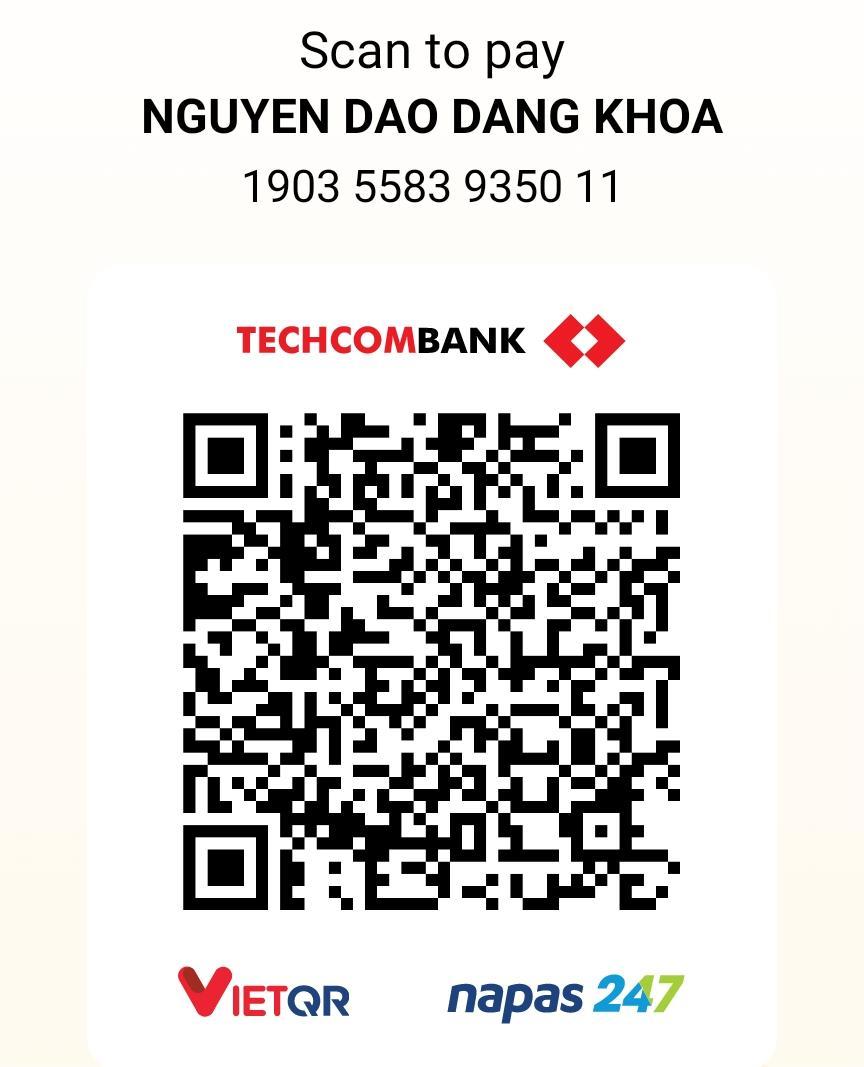 Scan to pay
NGUYEN DAO DANG KHOA
1903 5583 9350 11
TECHCOMBANK
VIETQR
napas 247